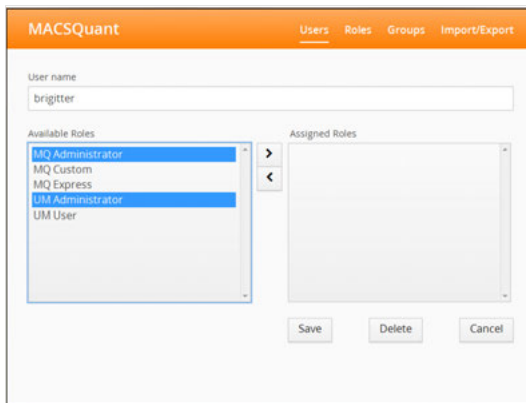 MACSQuant
Users Roles Groups Import/Export
User name
brigitter
Available Roles
Assigned Roles
MQ Administrator
MQ Custom
MQ Express
UM Administrator
UM User
Save Delete Cancel